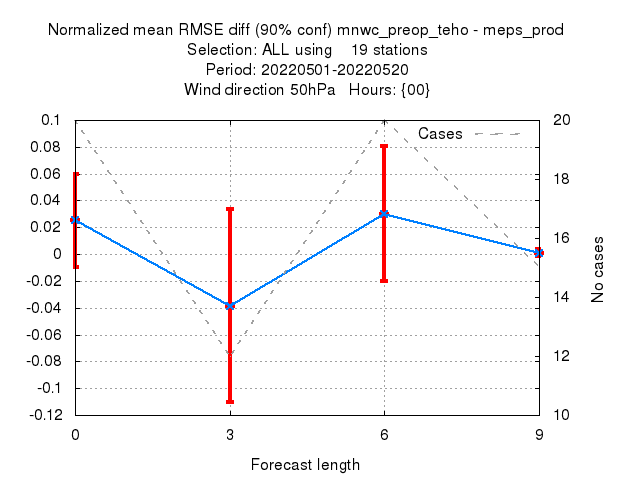 Normalized mean RMSE diff (90% conf) mnwc_preop_teho - meps_prod
Selection: ALL using 19 stations
Period: 20220501-20220520
Wind direction 50hPa Hours: {00}
Cases
0.1
0.08
0.06
0.04
0.02
0
-0.02
-0.04
-0.06
-0.08
-0.1
-0.12
20
18
16
14
12
10
No cases
0 3 6 9
Forecast length